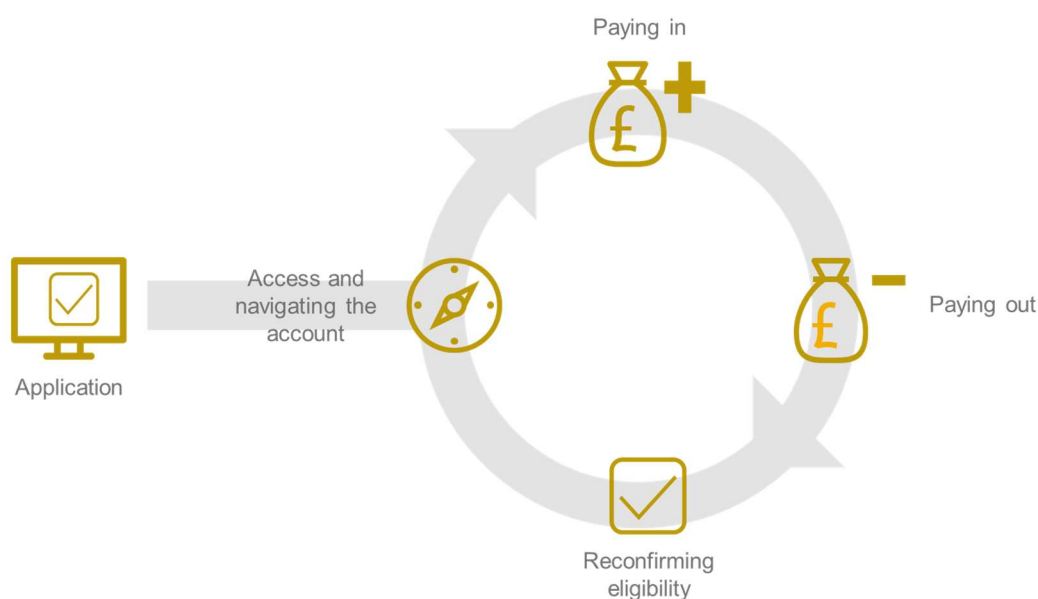 Paying in
£
Access and
navigating the
account
£
Paying out
Application
Reconfirming
eligibility